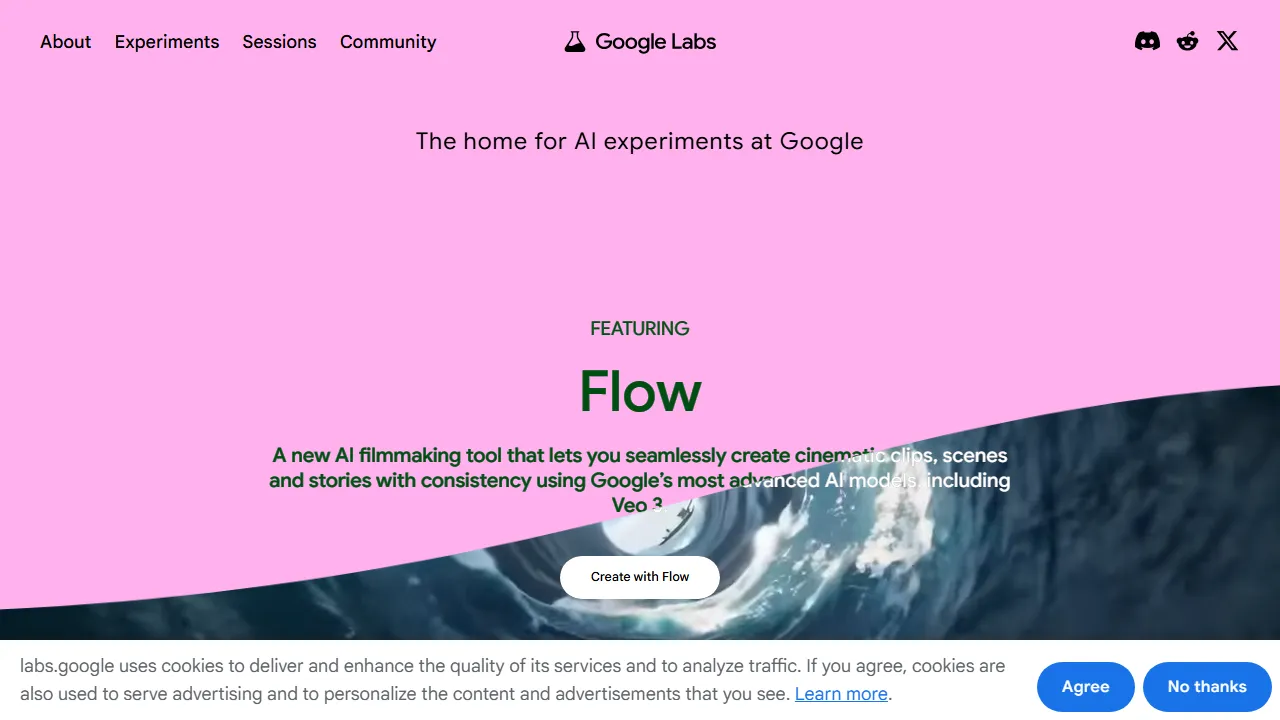 About Experiments Sessions Community Google Labs
The home for AI experiments at Google
FEATURING
Flow
A new AI filmmaking tool that lets you seamlessly create cinematic clips, scenes
and stories with consistency using Google’s most advanced AI models, including
Veo 3.
Create with Flow
labs.google uses cookies to deliver and enhance the quality of its services and to analyze traffic. If you agree, cookies are
also used to serve advertising and to personalize the content and advertisements that you see. Learn more.
Agree No thanks